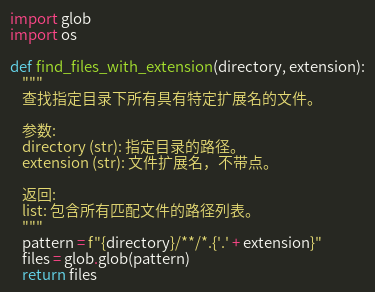 import glob
import os

def find_files_with_extension(directory, extension):
    """
    查找指定目录下所有具有特定扩展名的文件。

    参数:
    directory (str): 指定目录的路径。
    extension (str): 文件扩展名，不带点。

    返回:
    list: 包含所有匹配文件的路径列表。
    """
    pattern = f"{directory}/**/*.{'.' + extension}"
    files = glob.glob(pattern)
    return files